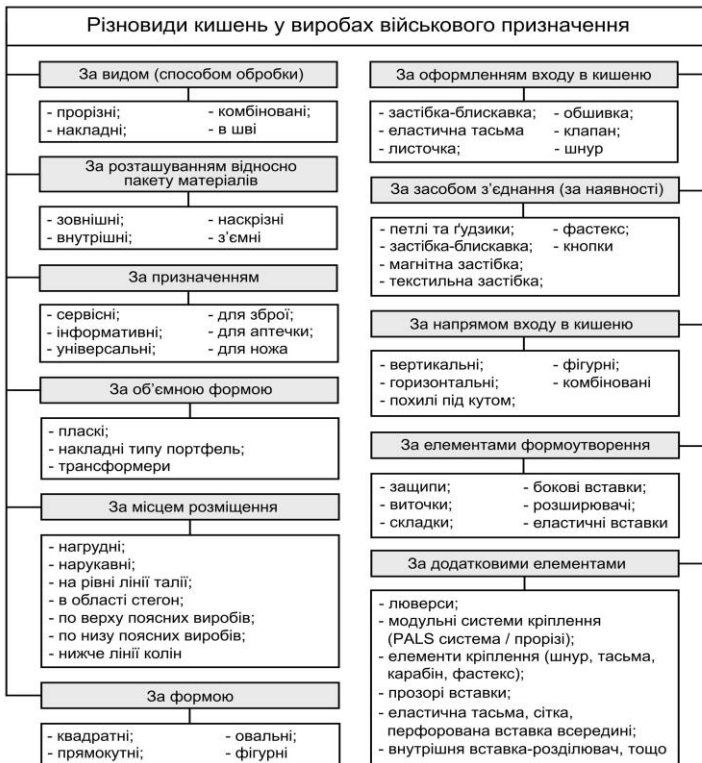 Різновиди кишень у виробах військового призначення
За видом (способом обробки)
- прорізні;
- накладні;
- комбіновані;
- в шві
За розташуванням відносно
пакету матеріалів
- зовнішні;
- внутрішні;
- наскрізні
- з’ємні
За призначенням
- сервісні;
- інформативні;
- універсальні;
- для зброї;
- для аптечки;
- для ножа
За об’ємною формою
- пласкі;
- накладні типу портфель;
- трансформери
За місцем розміщення
- нагрудні;
- нарукавні;
- на рівні лінії талії;
- в області стегон;
- по верху поясних виробів;
- по низу поясних виробів;
- нижче лінії колін
За формою
- квадратні;
- прямокутні;
- овальні;
- фігурні
За оформленням входу в кишеню
- застібка-блискавка;
- еластична тасьма
- листочка;
- обшивка;
- клапан;
- шнур
За засобом з’єднання (за наявності)
- петлі та ґудзики;
- застібка-блискавка;
- магнітна застібка;
- текстильна застібка;
- фастекс;
- кнопки
За напрямом входу в кишеню
- вертикальні;
- горизонтальні;
- похилі під кутом;
- фігурні;
- комбіновані
За елементами формоутворення
- защипи;
- виточки;
- складки;
- бокові вставки;
- розширювачі;
- еластичні вставки
За додатковими елементами
- люверси;
- модульні системи кріплення
(PALS система / прорізі);
- елементи кріплення (шнур, тасьма,
карабін, фастекс);
- прозорі вставки;
- еластична тасьма, сітка,
перфорована вставка всередині;
- внутрішня вставка-розділювач, тощо